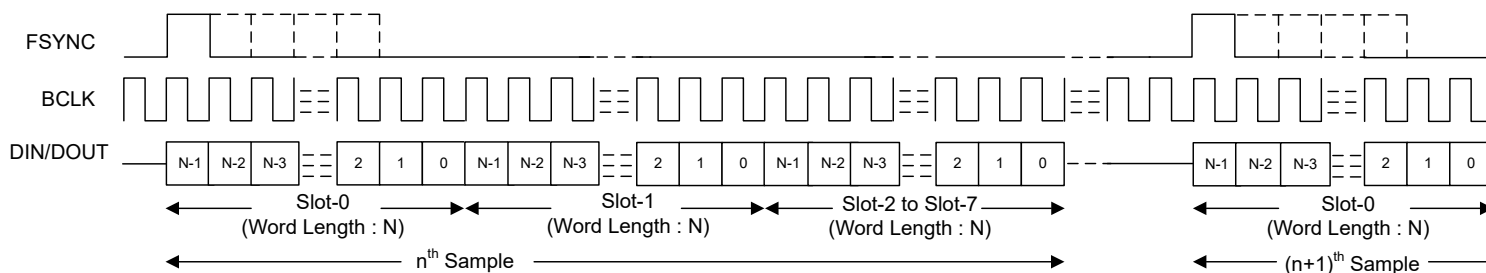 FSYNC
BCLK
DIN/DOUT
N-1 N-2 N-3 2 1 0 N-1 N-2 N-3 2 1 0 N-1 N-2 N-3 2 1 0 N-1 N-2 N-3 2 1 0
Slot-0 Slot-1 Slot-2 to Slot-7 Slot-0
(Word Length : N) (Word Length : N) (Word Length : N) (Word Length : N)
nth Sample (n+1)th Sample